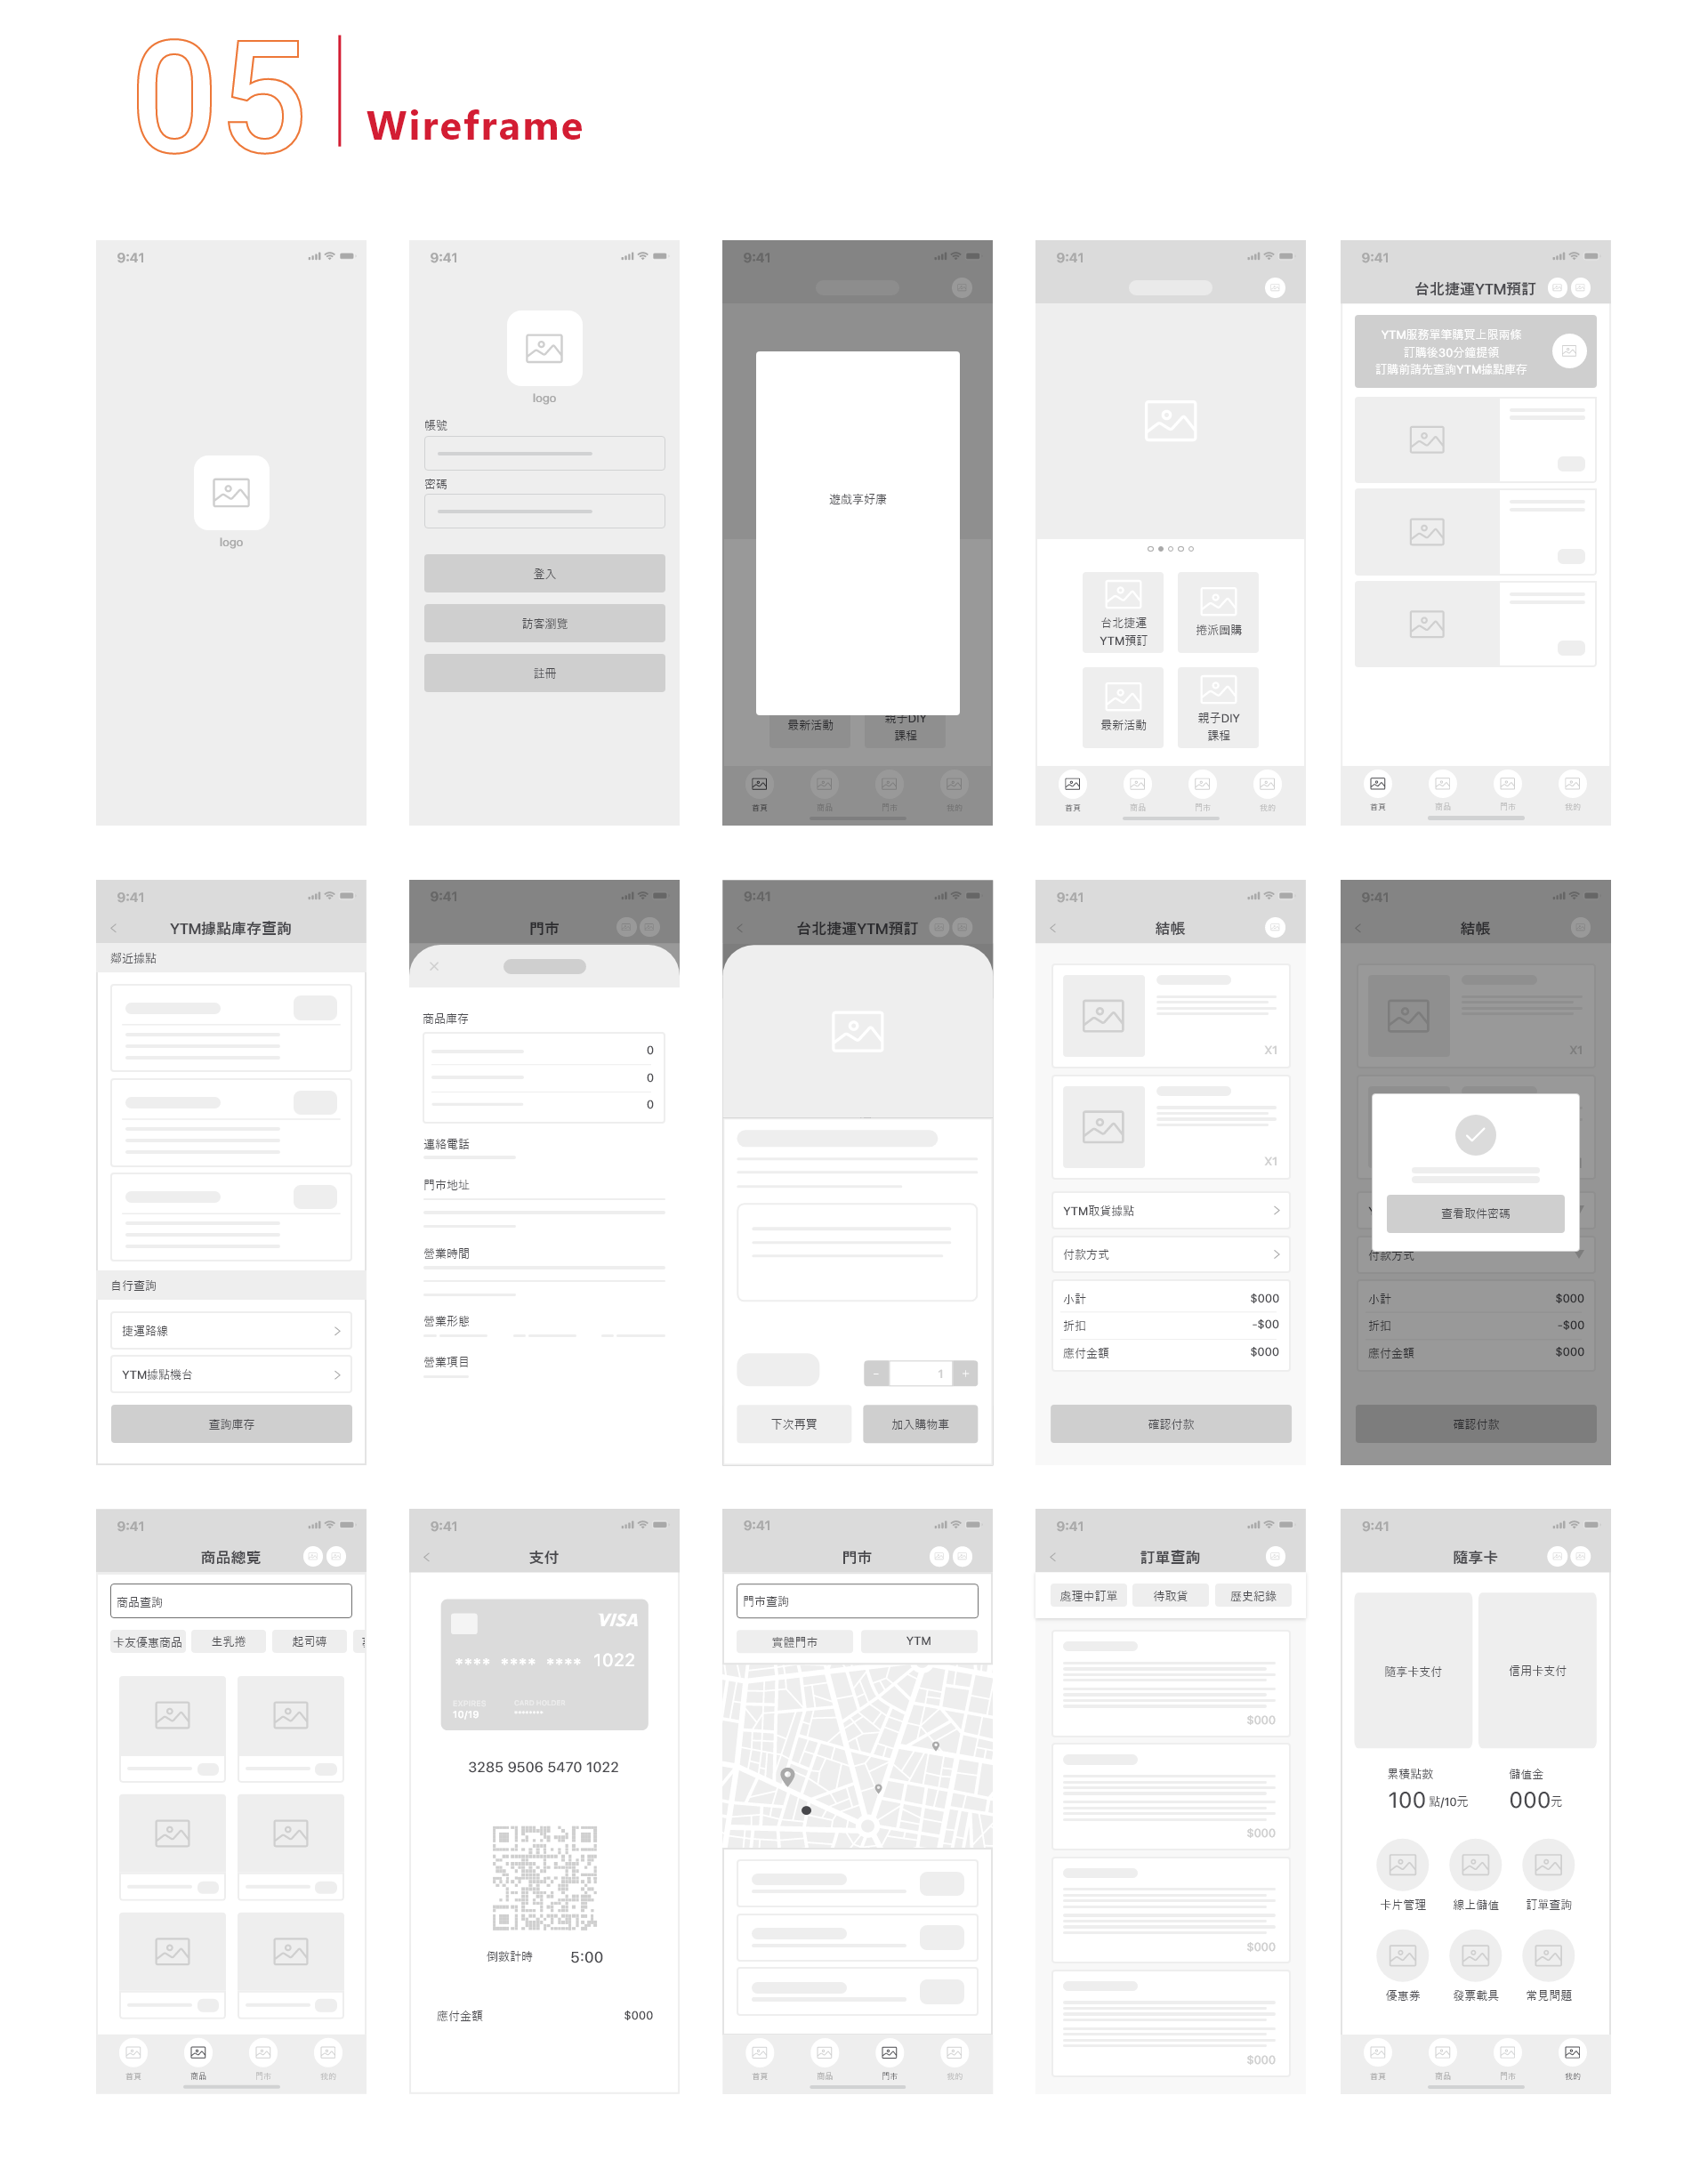 05
Wireframe
9:41
logo
9:41
logo
帳號
密碼
登入
訪客瀏覽
註冊
9:41
遊戲享好康
最新活動
親子DIY
課程
首頁
商品
門市
我的
9:41
台北捷運
YTM預訂
捲派團購
最新活動
親子DIY
課程
首頁
商品
門市
我的
9:41
台北捷運YTM預訂
YTM服務單筆購買上限兩條
訂購後30分鐘提領
訂購前請先查詢YTM據點庫存
首頁
商品
門市
我的
9:41
YTM據點庫存查詢
鄰近據點
自行查詢
捷運路線
YTM據點機台
查詢庫存
9:41
門市
商品庫存
0
0
0
連絡電話
門市地址
營業時間
營業形態
營業項目
9:41
台北捷運YTM預訂
- 1 +
下次再買
加入購物車
9:41
結帳
X1
X1
YTM取貨據點
付款方式
小計 $000
折扣 -$00
應付金額 $000
確認付款
9:41
結帳
X1
查看取件密碼
付款方式
小計 $000
折扣 -$00
應付金額 $000
確認付款
9:41
商品總覽
商品查詢
卡友優惠商品
生乳捲
起司磚
首頁
商品
門市
我的
9:41
支付
VISA
**** **** **** 1022
EXPIRES
CARD HOLDER
10/19
********
3285 9506 5470 1022
倒數計時 5:00
應付金額 $000
9:41
門市
門市查詢
實體門市
YTM
首頁
商品
門市
我的
9:41
訂單查詢
處理中訂單
待取貨
歷史紀錄
$000
$000
$000
$000
9:41
隨享卡
隨享卡支付
信用卡支付
累積點數
儲值金
100 點/10元
000元
卡片管理
線上儲值
訂單查詢
優惠券
發票載具
常見問題
首頁
商品
門市
我的